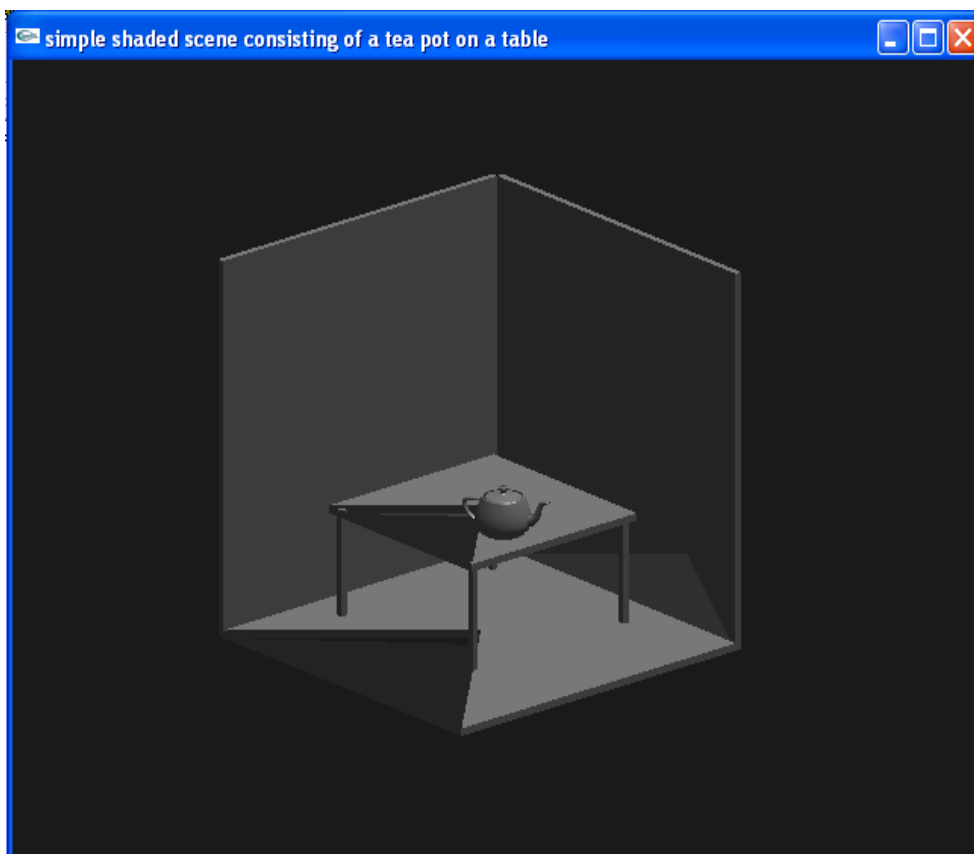 simple shaded scene consisting of a tea pot on a table